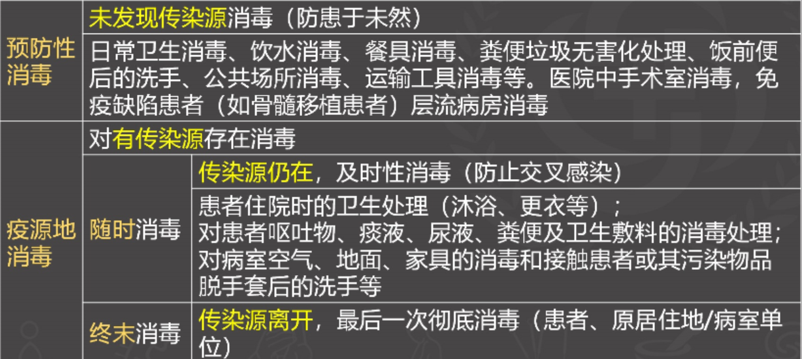 预防性
消毒
未发现传染源消毒（防患于未然）
日常卫生消毒、饮水消毒、餐具消毒、粪便垃圾无害化处理、饭前便
后的洗手、公共场所消毒、运输工具消毒等。医院中手术室消毒，免
疫缺陷患者（如骨髓移植患者）层流病房消毒
疫源地
消毒
对有传染源存在消毒
随时消毒
传染源仍在，及时性消毒（防止交叉感染）
患者住院时的卫生处理（沐浴、更衣等）；
对患者呕吐物、痰液、尿液、粪便及卫生敷料的消毒处理；
对病室空气、地面、家具的消毒和接触患者或其污染物品
脱手套后的洗手等
终末消毒
传染源离开，最后一次彻底消毒（患者、原居住地/病室单
位）